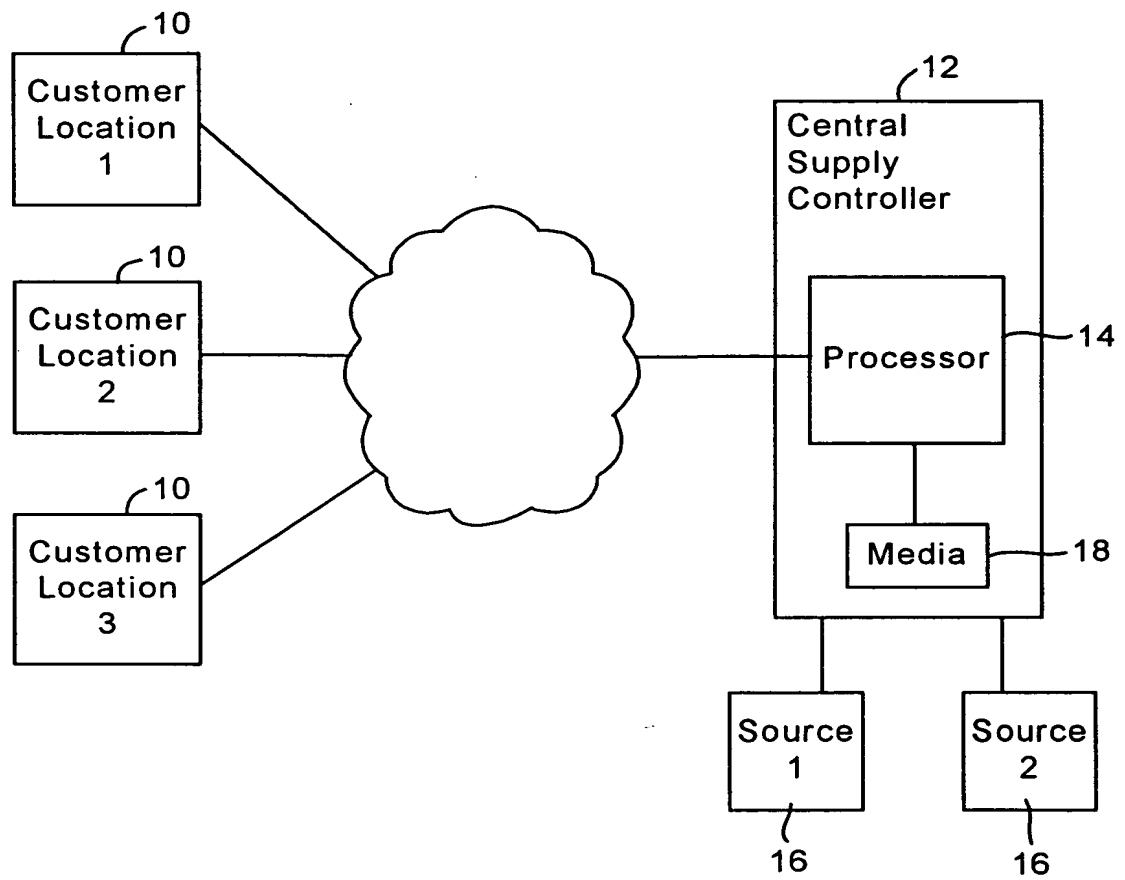 10
Customer
Location
1
10
Customer
Location
2
10
Customer
Location
3
12
Central
Supply
Controller
Processor
14
Media
18
Source
1
16
Source
2
16